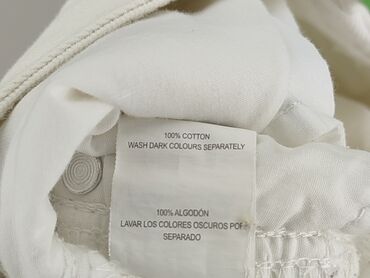 100% COTTON
WASH DARK COLOURS SEPARATELY
100% ALGODÓN
LAVAR LOS COLORES OSCUROS POR
SEPARADO